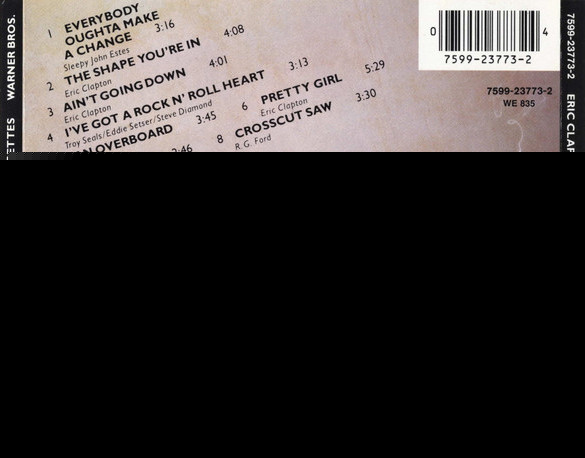 WARNER BROS.
1 EVERYBODY
OUGHTA MAKE
A CHANGE 3:16
Sleepy John Estes
2 THE SHAPE YOU'RE IN 4:08
Eric Clapton
3 AIN'T GOING DOWN 4:01
Eric Clapton
4 I'VE GOT A ROCK N' ROLL HEART 3:13
Troy Seals/Eddie Setser/Steve Diamond
OVERBOARD 3:45
6 PRETTY GIRL 5:29
Eric Clapton
8 CROSSCUT SAW 3:30
R.G. Ford
0 7599-23773-2 4
7599-23773-2
WE 835
7599-23773-2 ERIC